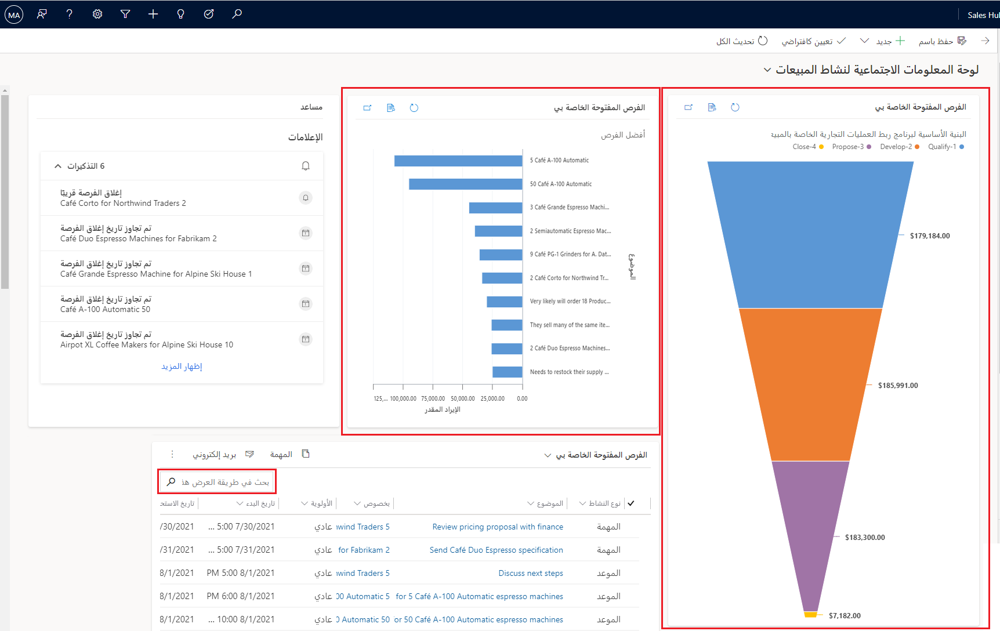 MA
Sales Hu
حفظ باسم
جديد
تعيين كافتراضي
تحديث الكل
لوحة المعلومات الاجتماعية لنشاط المبيعات
الفرص المفتوحة الخاصة بي
البنية الأساسية لبرنامج ربط العمليات التجارية الخاصة بالمبيع
1-Qualify
2-Develop
3-Propose
4-Close
$179,184.00
$185,991.00
$183,300.00
$7,182.00
الفرص المفتوحة الخاصة بي
أفضل الفرص
5 Café A-100 Automatic
50 Café A-100 Automatic
3 Café Grande Espresso Machi...
2 Semiautomatic Espresso Mac...
9 Café PG-1 Grinders for A. Dat...
2 Café Corto for Northwind Tr...
Very likely will order 18 Produc...
They sell many of the same ite...
2 Café Duo Espresso Machines...
Needs to restock their supply ...
الموضوع
125,... 100,000.00 75,000.00 50,000.00 25,000.00 0.00
الإيراد المقدر
مساعد
الإعلامات
6 التذكيرات
إغلاق الفرصة قريبًا
Café Corto for Northwind Traders 2
تم تجاوز تاريخ إغلاق الفرصة
Café Duo Espresso Machines for Fabrikam 2
تم تجاوز تاريخ إغلاق الفرصة
Café Grande Espresso Machine for Alpine Ski House 1
تم تجاوز تاريخ إغلاق الفرصة
Café A-100 Automatic 50
تم تجاوز تاريخ إغلاق الفرصة
Airpot XL Coffee Makers for Alpine Ski House 10
إظهار المزيد
الفرص المفتوحة الخاصة بي
المهمة
بريد إلكتروني
بحث في طريقة العرض هذ
نوع النشاط الموضوع بخصوص الأولوية تاريخ البدء تاريخ الاستح
المهمة Review pricing proposal with finance nwind Traders 5 عادي ... 5:00 7/30/2021 /30/2021
المهمة Send Café Duo Espresso specification for Fabrikam 2 عادي ... 5:00 7/31/2021 /31/2021
الموعد Discuss next steps nwind Traders 5 عادي PM 5:00 8/1/2021 8/1/2021
الموعد for 5 Café A-100 Automatic espresso machines 00 Automatic 5 عادي PM 6:00 8/1/2021 8/1/2021
الموعد or 50 Café A-100 Automatic espresso machines 0 Automatic 50 عادي ... 10:00 8/1/2021 8/1/2021